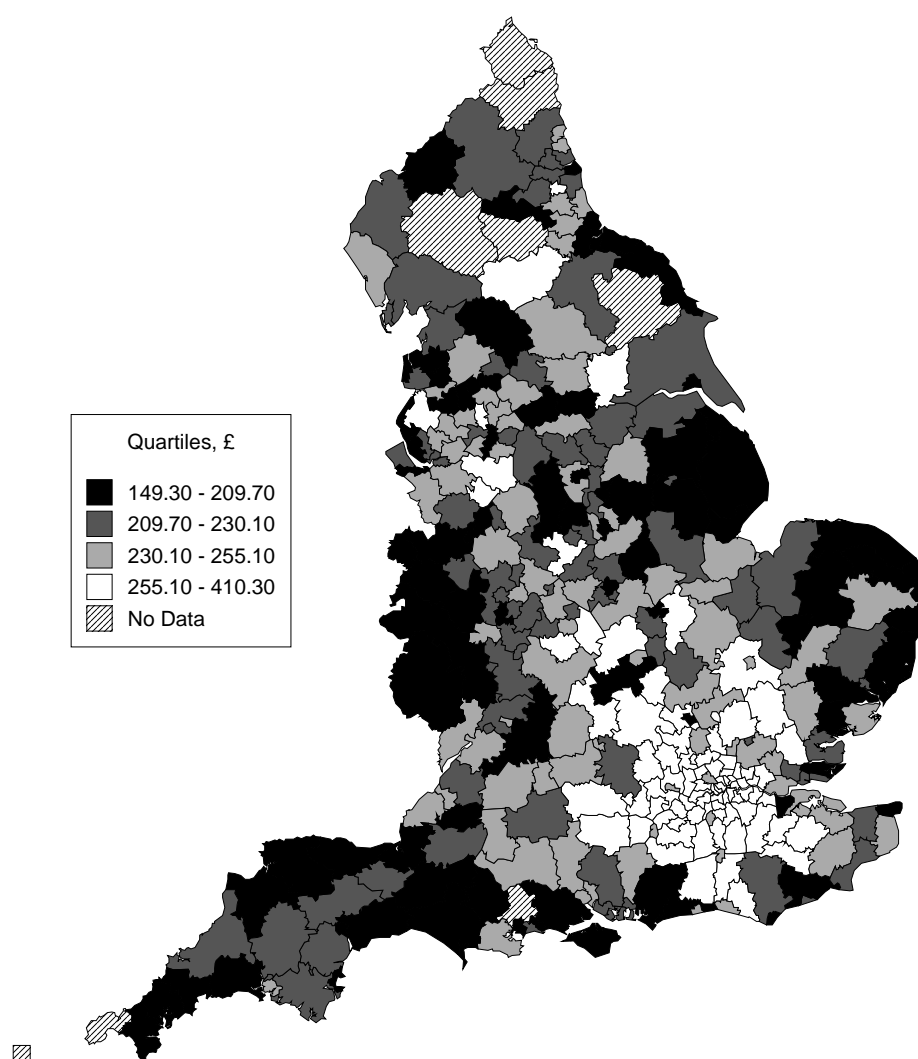 Quartiles, £
149.30 - 209.70
209.70 - 230.10
230.10 - 255.10
255.10 - 410.30
No Data